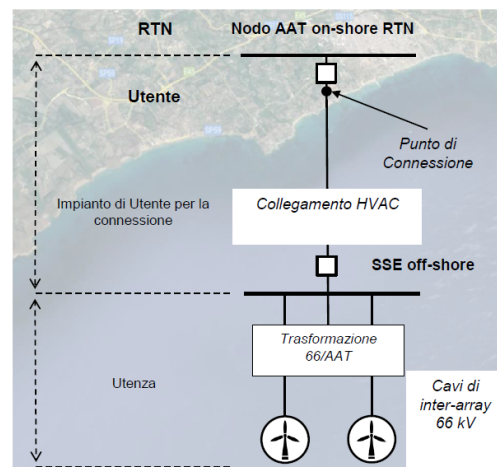 RTN
Nodo AAT on-shore RTN
Utente
Punto di
Connessione
Impianto di Utente per la
connessione
Collegamento HVAC
SSE off-shore
Trasformazione
66/AAT
Utenza
Cavi di
inter-array
66 kV